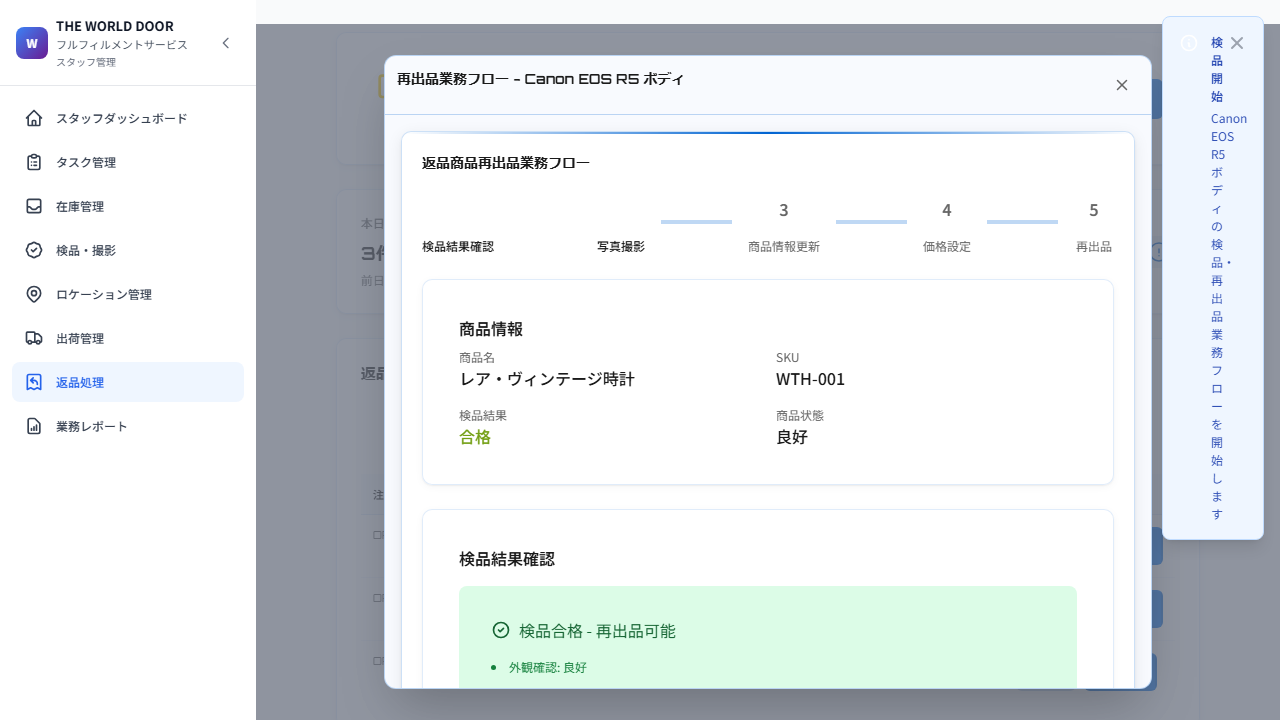 THE WORLD DOOR
フルフィルメントサービス
スタッフ管理
W
スタッフダッシュボード
タスク管理
在庫管理
検品・撮影
ロケーション管理
出荷管理
返品処理
業務レポート
本日
3件
前日
返品
注
再出品業務フロー - Canon EOS R5 ボディ
返品商品再出品業務フロー
3
4
5
検品結果確認
写真撮影
商品情報更新
価格設定
再出品
商品情報
商品名
SKU
レア・ヴィンテージ時計
WTH-001
検品結果
商品状態
合格
良好
検品結果確認
検品合格 - 再出品可能
外観確認: 良好
検
品
開
始
Canon
EOS
R5
ボ
デ
ィ
の
検
品・
再
出
品
業
務
フ
ロ
ー
を
開
始
し
ま
す